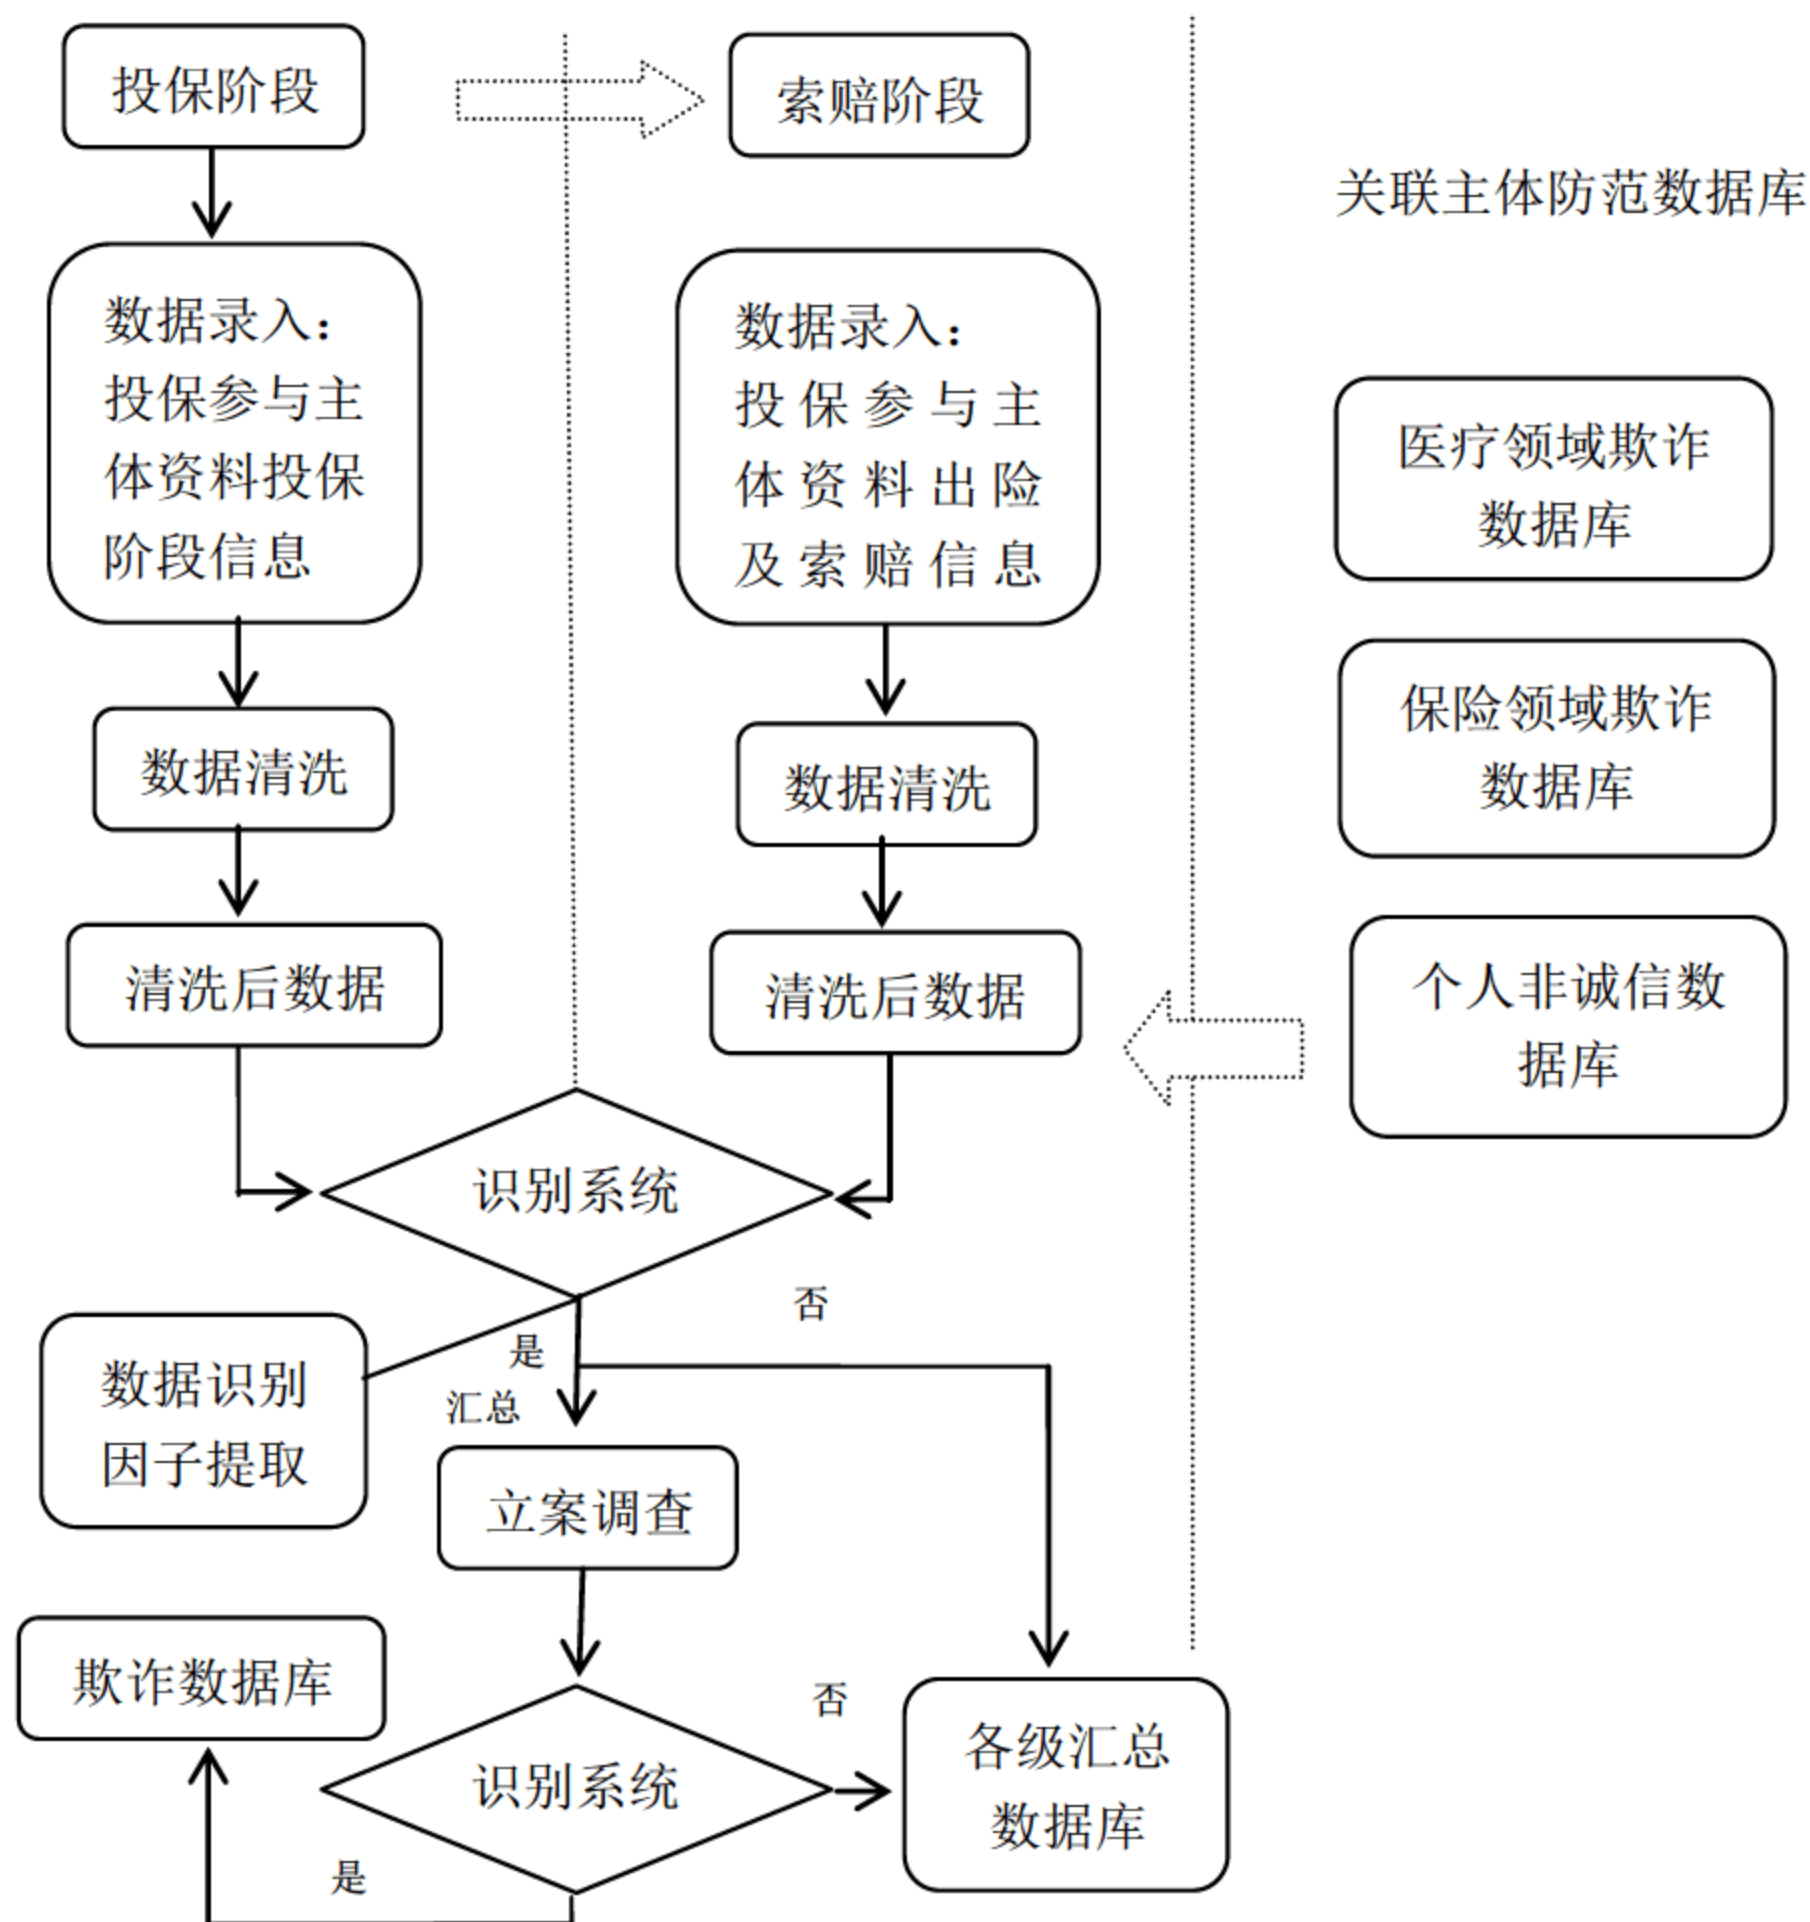 投保阶段
索赔阶段
关联主体防范数据库
数据录入：
投保参与主
体资料投保
阶段信息
数据录入：
投保参与主
体资料出险
及索赔信息
医疗领域欺诈
数据库
保险领域欺诈
数据库
个人非诚信数
据库
数据清洗
数据清洗
清洗后数据
清洗后数据
识别系统
否
是
汇总
数据识别
因子提取
立案调查
欺诈数据库
识别系统
否
是
各级汇总
数据库